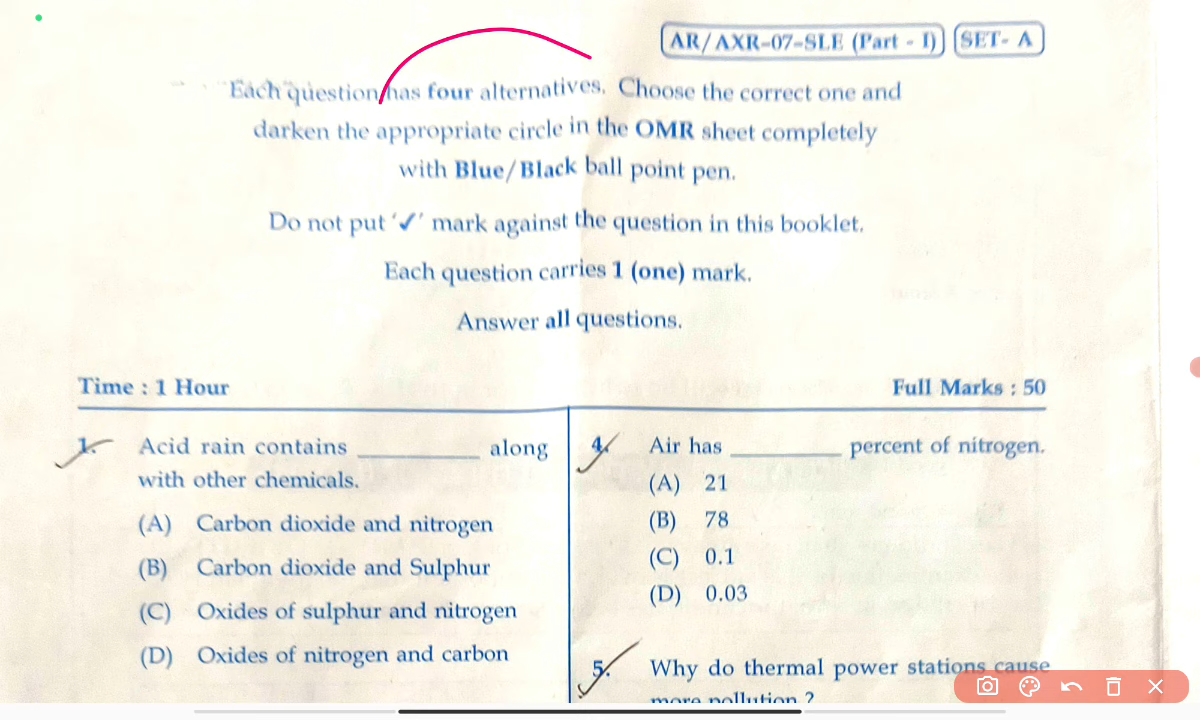 AR/AXR-07-SLE (Part - I) SET- A
Each question has four alternatives. Choose the correct one and
darken the appropriate circle in the OMR sheet completely
with Blue/Black ball point pen.
Do not put ‘✓’ mark against the question in this booklet.
Each question carries 1 (one) mark.
Answer all questions.
Time : 1 Hour
Full Marks : 50
1. Acid rain contains __________ along
with other chemicals.
(A) Carbon dioxide and nitrogen
(B) Carbon dioxide and Sulphur
(C) Oxides of sulphur and nitrogen
(D) Oxides of nitrogen and carbon
4. Air has __________ percent of nitrogen.
(A) 21
(B) 78
(C) 0.1
(D) 0.03
5. Why do thermal power stations cause
more pollution ?